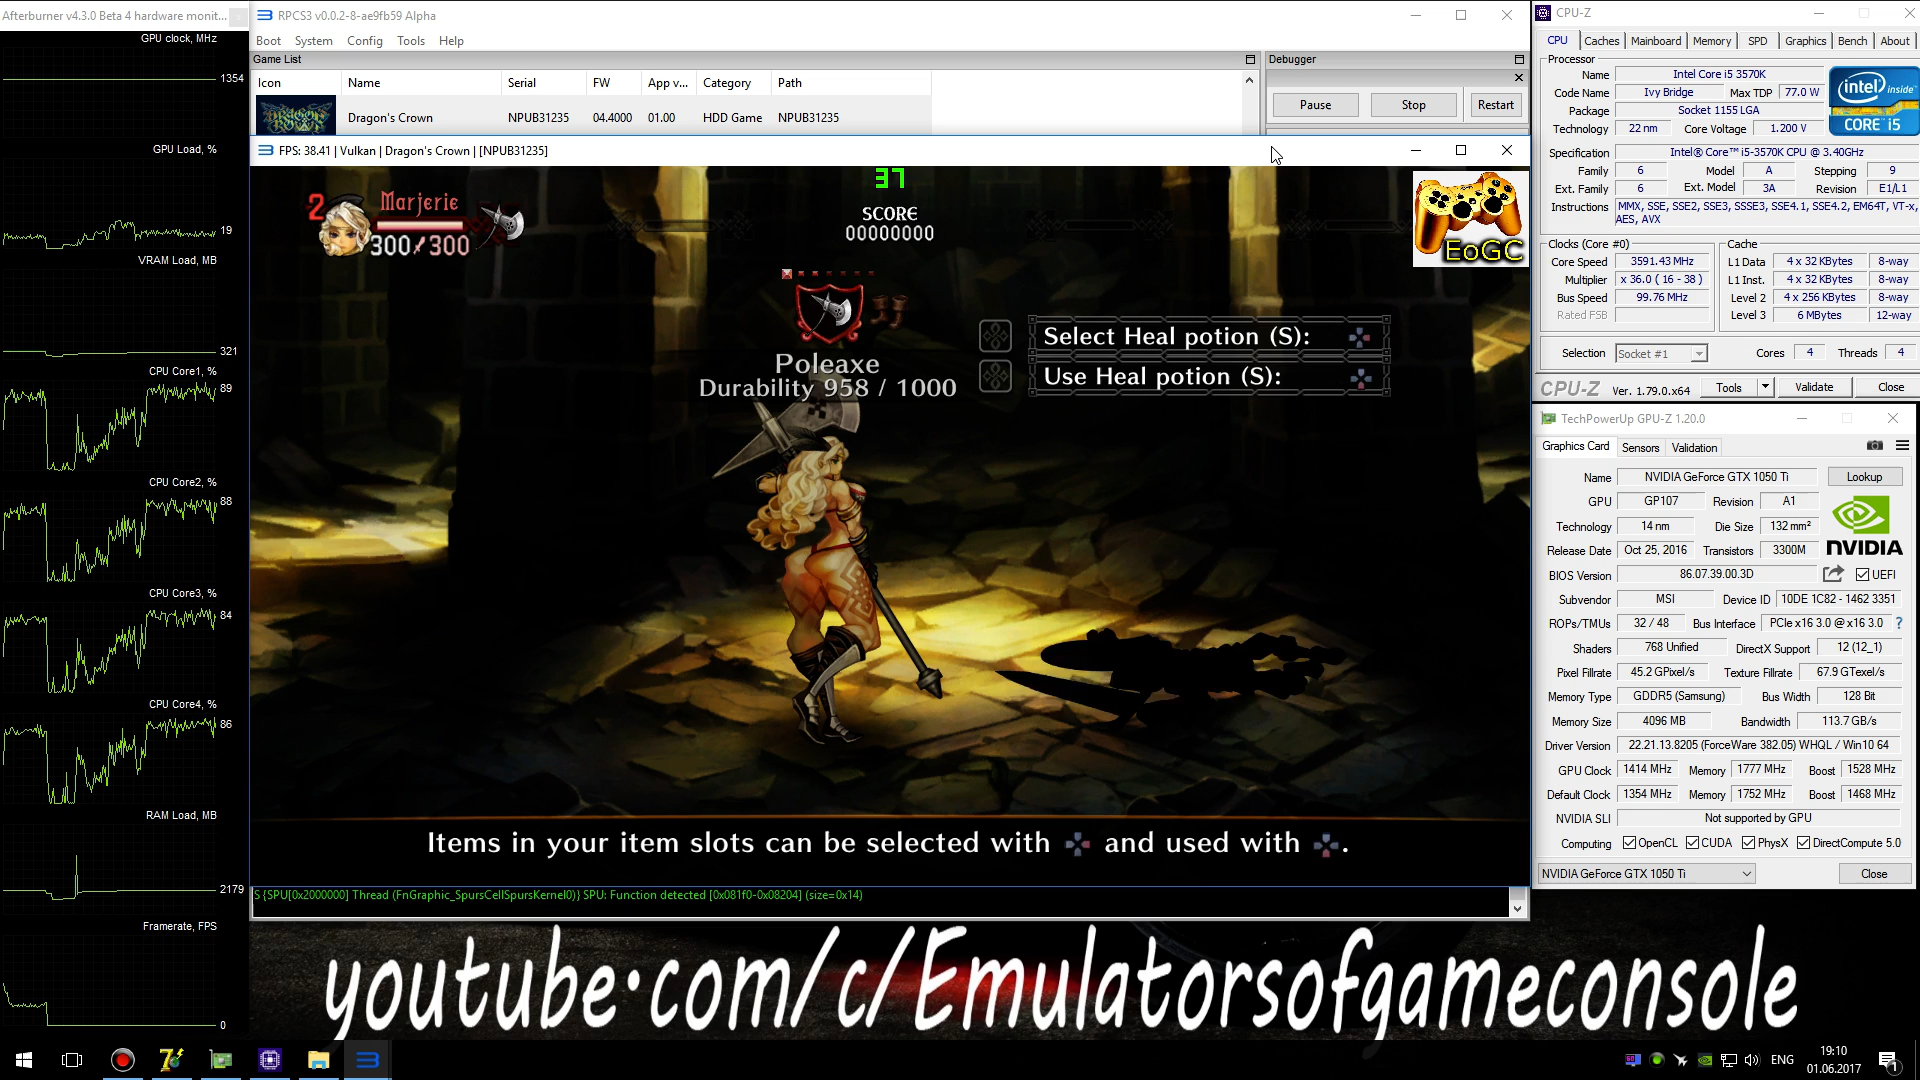 Afterburner v4.3.0 Beta 4 hardware monit...
GPU clock, MHz
1354
GPU Load, %
19
VRAM Load, MB
321
CPU Core1, %
89
CPU Core2, %
88
CPU Core3, %
84
CPU Core4, %
86
RAM Load, MB
2179
Framerate, FPS
0
RPCS3 v0.0.2-8-ae9fb59 Alpha
Boot System Config Tools Help
Game List
Icon Name Serial FW App v... Category Path
DRAGON'S CROWN Dragon's Crown NPUB31235 04.4000 01.00 HDD Game NPUB31235
Debugger
Pause Stop Restart
FPS: 38.41 | Vulkan | Dragon's Crown | [NPUB31235]
37
2 Marjerie
300/300
SCORE
00000000
EoGC
Poleaxe
Durability 958 / 1000
Select Heal potion (S):
Use Heal potion (S):
Items in your item slots can be selected with and used with .
S {SPU[0x2000000] Thread (FnGraphic_SpursCellSpursKernel0)} SPU: Function detected [0x081f0-0x08204] (size=0x14)
youtube.com/c/Emulatorsofgameconsole
CPU-Z
CPU Caches Mainboard Memory SPD Graphics Bench About
Processor
Name Intel Core i5 3570K
Code Name Ivy Bridge Max TDP 77.0 W
Package Socket 1155 LGA
Technology 22 nm Core Voltage 1.200 V
intel inside
CORE i5
Specification Intel® Core™ i5-3570K CPU @ 3.40GHz
Family 6 Model A Stepping 9
Ext. Family 6 Ext. Model 3A Revision E1/L1
Instructions MMX, SSE, SSE2, SSE3, SSSE3, SSE4.1, SSE4.2, EM64T, VT-x,
AES, AVX
Clocks (Core #0)
Core Speed 3591.43 MHz
Multiplier x 36.0 ( 16 - 38 )
Bus Speed 99.76 MHz
Rated FSB
Cache
L1 Data 4 x 32 KBytes 8-way
L1 Inst. 4 x 32 KBytes 8-way
Level 2 4 x 256 KBytes 8-way
Level 3 6 MBytes 12-way
Selection Socket #1 Cores 4 Threads 4
CPU-Z Ver. 1.79.0.x64 Tools Validate Close
TechPowerUp GPU-Z 1.20.0
Graphics Card Sensors Validation
Name NVIDIA GeForce GTX 1050 Ti Lookup
GPU GP107 Revision A1
Technology 14 nm Die Size 132 mm²
Release Date Oct 25, 2016 Transistors 3300M
NVIDIA
BIOS Version 86.07.39.00.3D UEFI
Subvendor MSI Device ID 10DE 1C82 - 1462 3351
ROPs/TMUs 32 / 48 Bus Interface PCIe x16 3.0 @ x16 3.0 ?
Shaders 768 Unified DirectX Support 12 (12_1)
Pixel Fillrate 45.2 GPixel/s Texture Fillrate 67.9 GTexel/s
Memory Type GDDR5 (Samsung) Bus Width 128 Bit
Memory Size 4096 MB Bandwidth 113.7 GB/s
Driver Version 22.21.13.8205 (ForceWare 382.05) WHQL / Win10 64
GPU Clock 1414 MHz Memory 1777 MHz Boost 1528 MHz
Default Clock 1354 MHz Memory 1752 MHz Boost 1468 MHz
NVIDIA SLI Not supported by GPU
Computing OpenCL CUDA PhysX DirectCompute 5.0
NVIDIA GeForce GTX 1050 Ti Close
ENG
19:10
01.06.2017
1